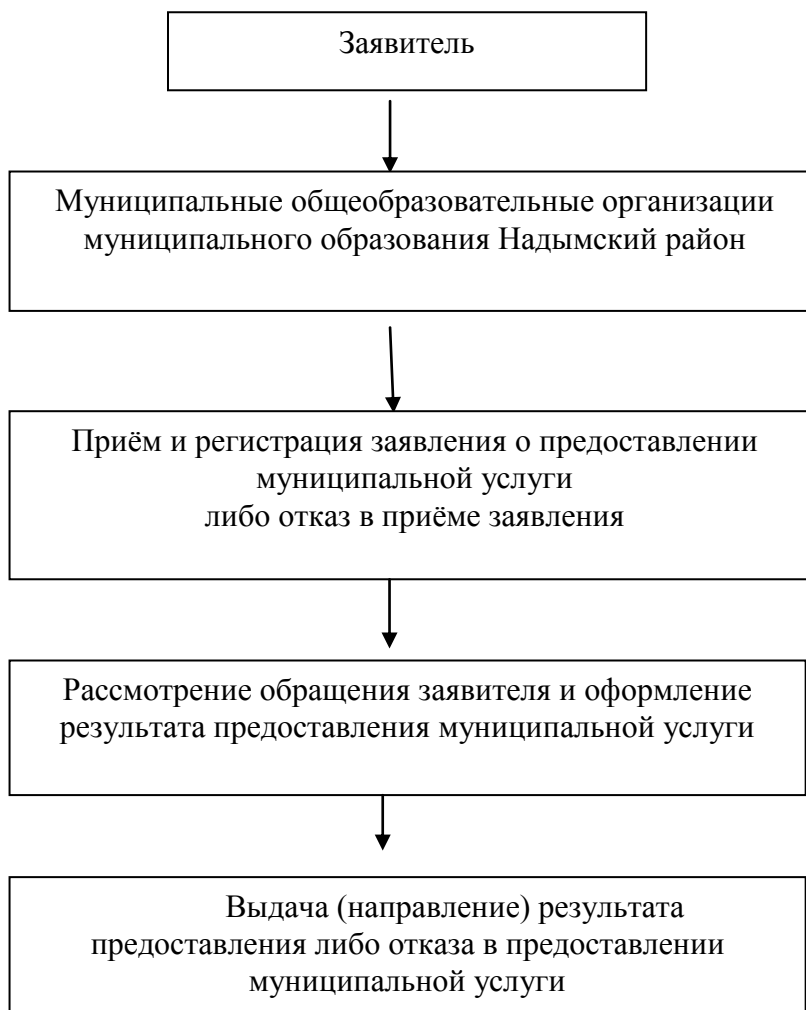 Заявитель
Муниципальные общеобразовательные организации
муниципального образования Надымский район
Приём и регистрация заявления о предоставлении
муниципальной услуги
либо отказ в приёме заявления
Рассмотрение обращения заявителя и оформление
результата предоставления муниципальной услуги
Выдача (направление) результата
предоставления либо отказа в предоставлении
муниципальной услуги